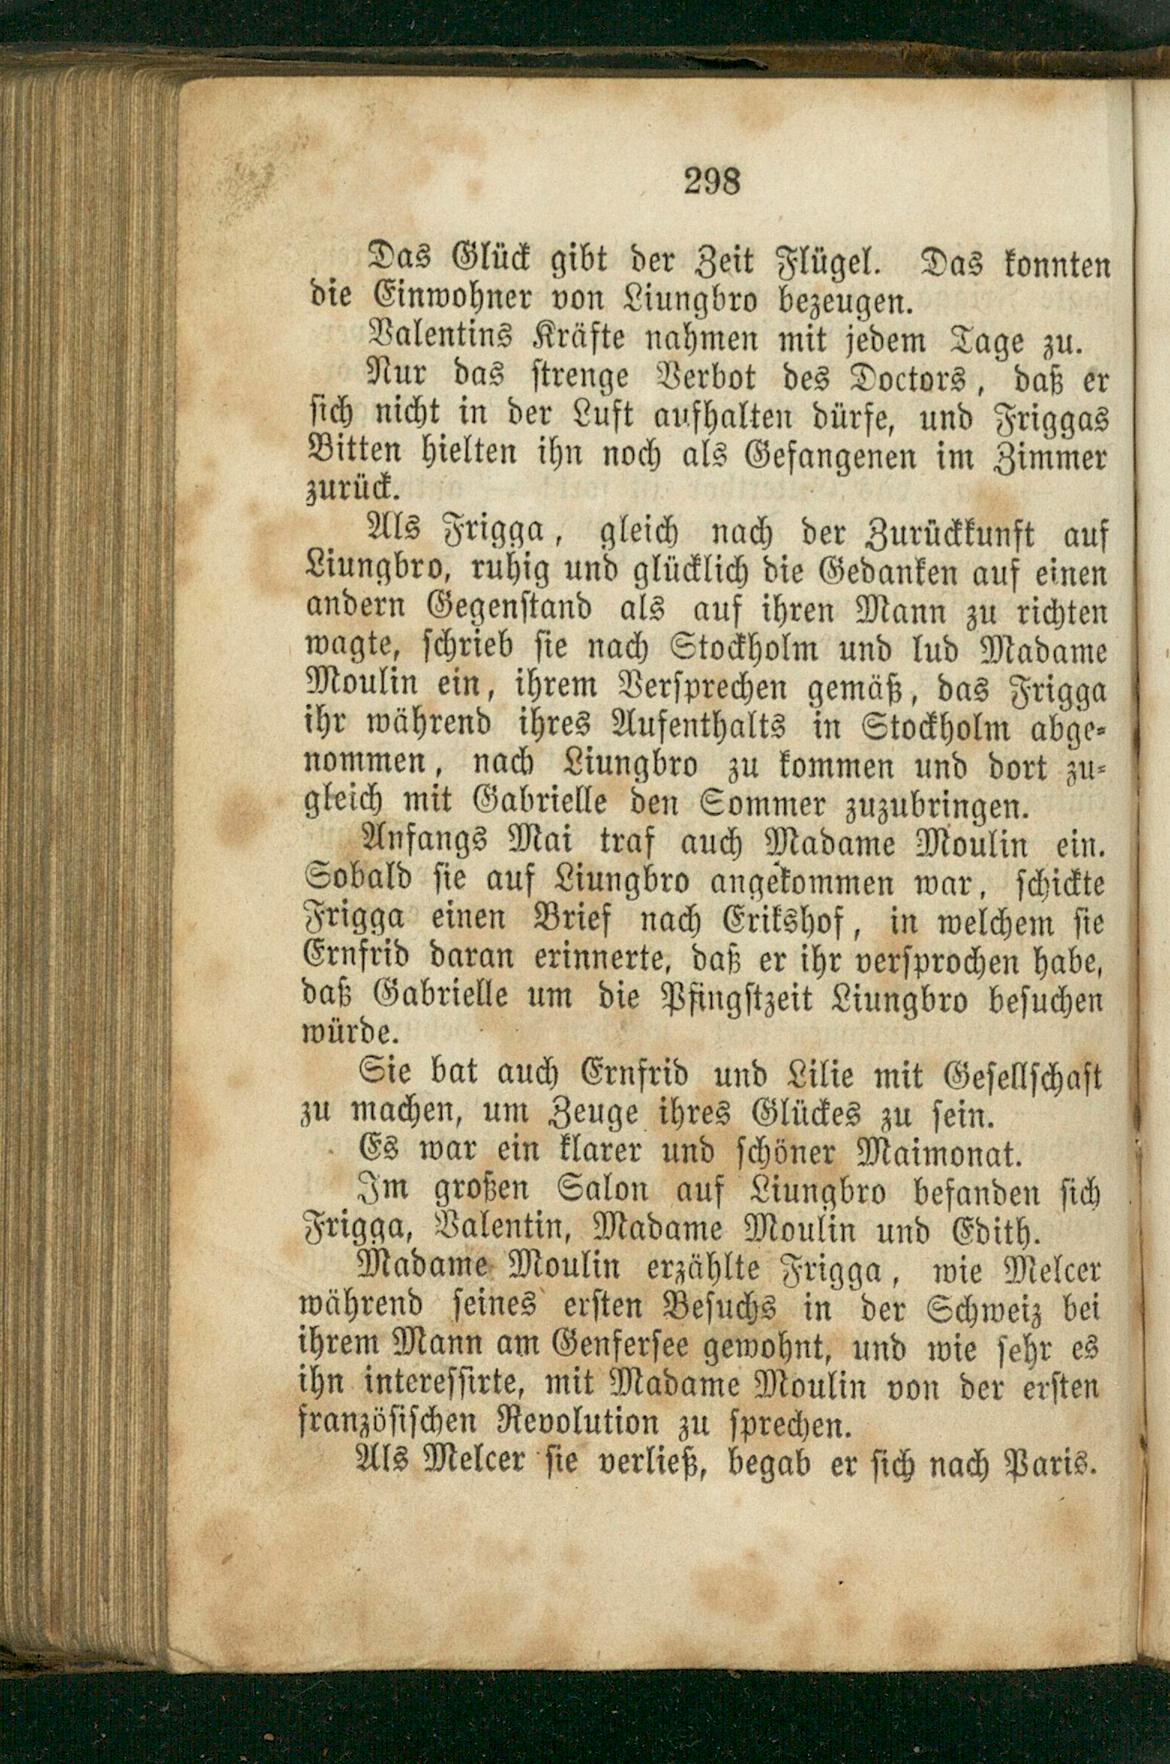 298
Das Glück gibt der Zeit Flügel. Das konnten
die Einwohner von Liungbro bezeugen.
Valentins Kräfte nahmen mit jedem Tage zu.
Nur das strenge Verbot des Doctors, daß er
sich nicht in der Luft aufhalten dürfe, und Friggas
Bitten hielten ihn noch als Gefangenen im Zimmer
zurück.
Als Frigga, gleich nach der Zurückkunft auf
Liungbro, ruhig und glücklich die Gedanken auf einen
andern Gegenstand als auf ihren Mann zu richten
wagte, schrieb sie nach Stockholm und lud Madame
Moulin ein, ihrem Versprechen gemäß, das Frigga
ihr während ihres Aufenthalts in Stockholm abge-
nommen, nach Liungbro zu kommen und dort zu-
gleich mit Gabrielle den Sommer zuzubringen.
Anfangs Mai traf auch Madame Moulin ein.
Sobald sie auf Liungbro angekommen war, schickte
Frigga einen Brief nach Erikshof, in welchem sie
Ernfrid daran erinnerte, daß er ihr versprochen habe,
daß Gabrielle um die Pfingstzeit Liungbro besuchen
würde.
Sie bat auch Ernfrid und Lilie mit Gesellschaft
zu machen, um Zeuge ihres Glückes zu sein.
Es war ein klarer und schöner Maimonat.
Im großen Salon auf Liungbro befanden sich
Frigga, Valentin, Madame Moulin und Edith.
Madame Moulin erzählte Frigga, wie Melcer
während seines ersten Besuchs in der Schweiz bei
ihrem Mann am Genfersee gewohnt, und wie sehr es
ihn interessirte, mit Madame Moulin von der ersten
französischen Revolution zu sprechen.
Als Melcer sie verließ, begab er sich nach Paris.